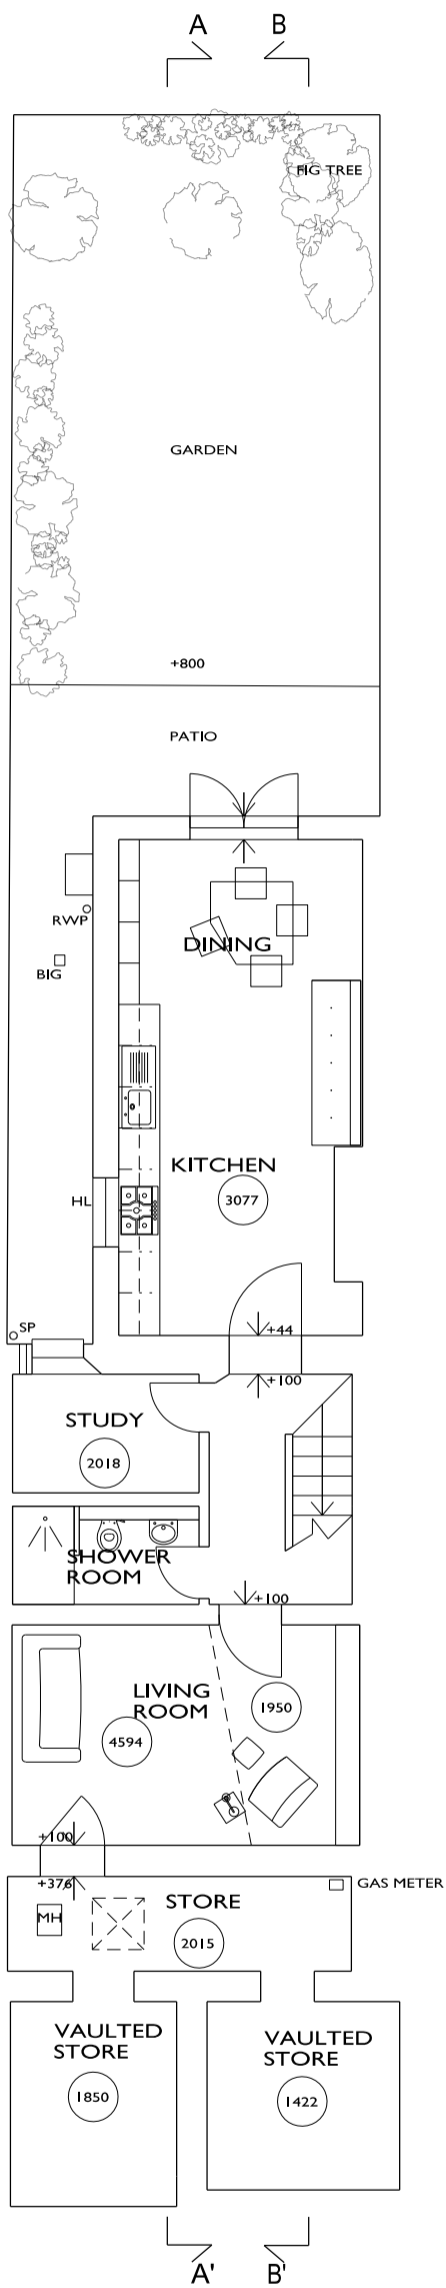 A B
FIG TREE
GARDEN
+800
PATIO
RWP
DINING
BIG
KITCHEN
HL
3077
SP
+44
+100
STUDY
2018
SHOWER
ROOM
+100
LIVING
ROOM
1950
4594
+100
+376
GAS METER
STORE
MH
2015
VAULTED
STORE
VAULTED
STORE
1850
1422
A' B'